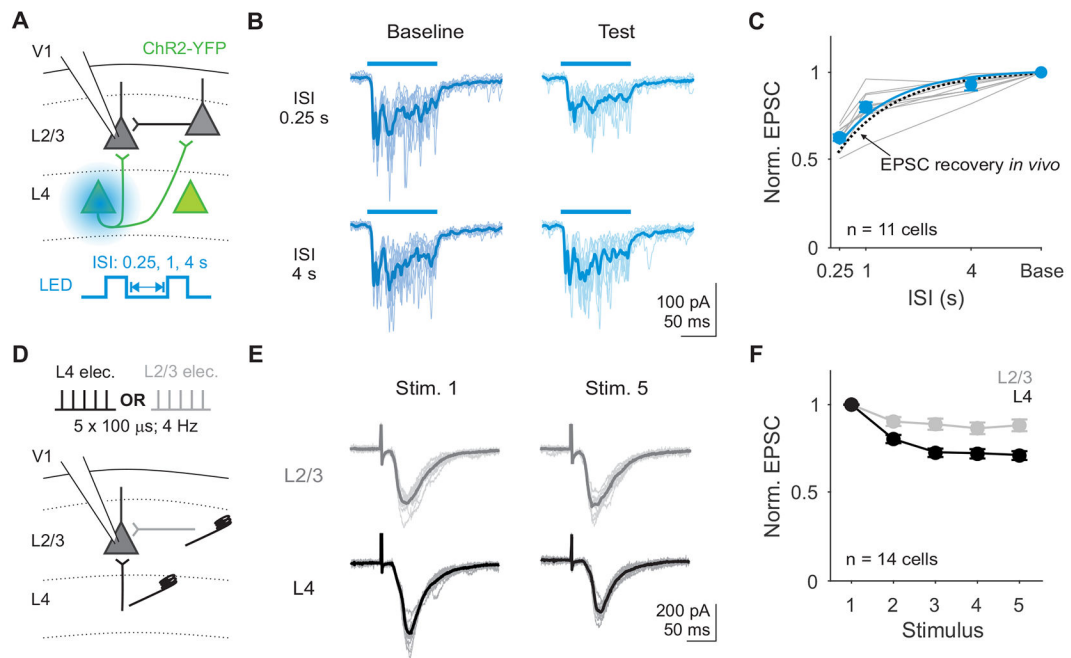 A
V1
ChR2-YFP
L2/3
L4
ISI: 0.25, 1, 4 s
LED
B
Baseline
Test
ISI
0.25 s
ISI
4 s
100 pA
50 ms
C
Norm. EPSC
1
0.5
0
EPSC recovery in vivo
n = 11 cells
0.25 1 4 Base
ISI (s)
D
L4 elec.
L2/3 elec.
OR
5 x 100 μs; 4 Hz
V1
L2/3
L4
E
Stim. 1
Stim. 5
L2/3
L4
200 pA
50 ms
F
L2/3
L4
Norm. EPSC
1
0.5
0
n = 14 cells
1 2 3 4 5
Stimulus